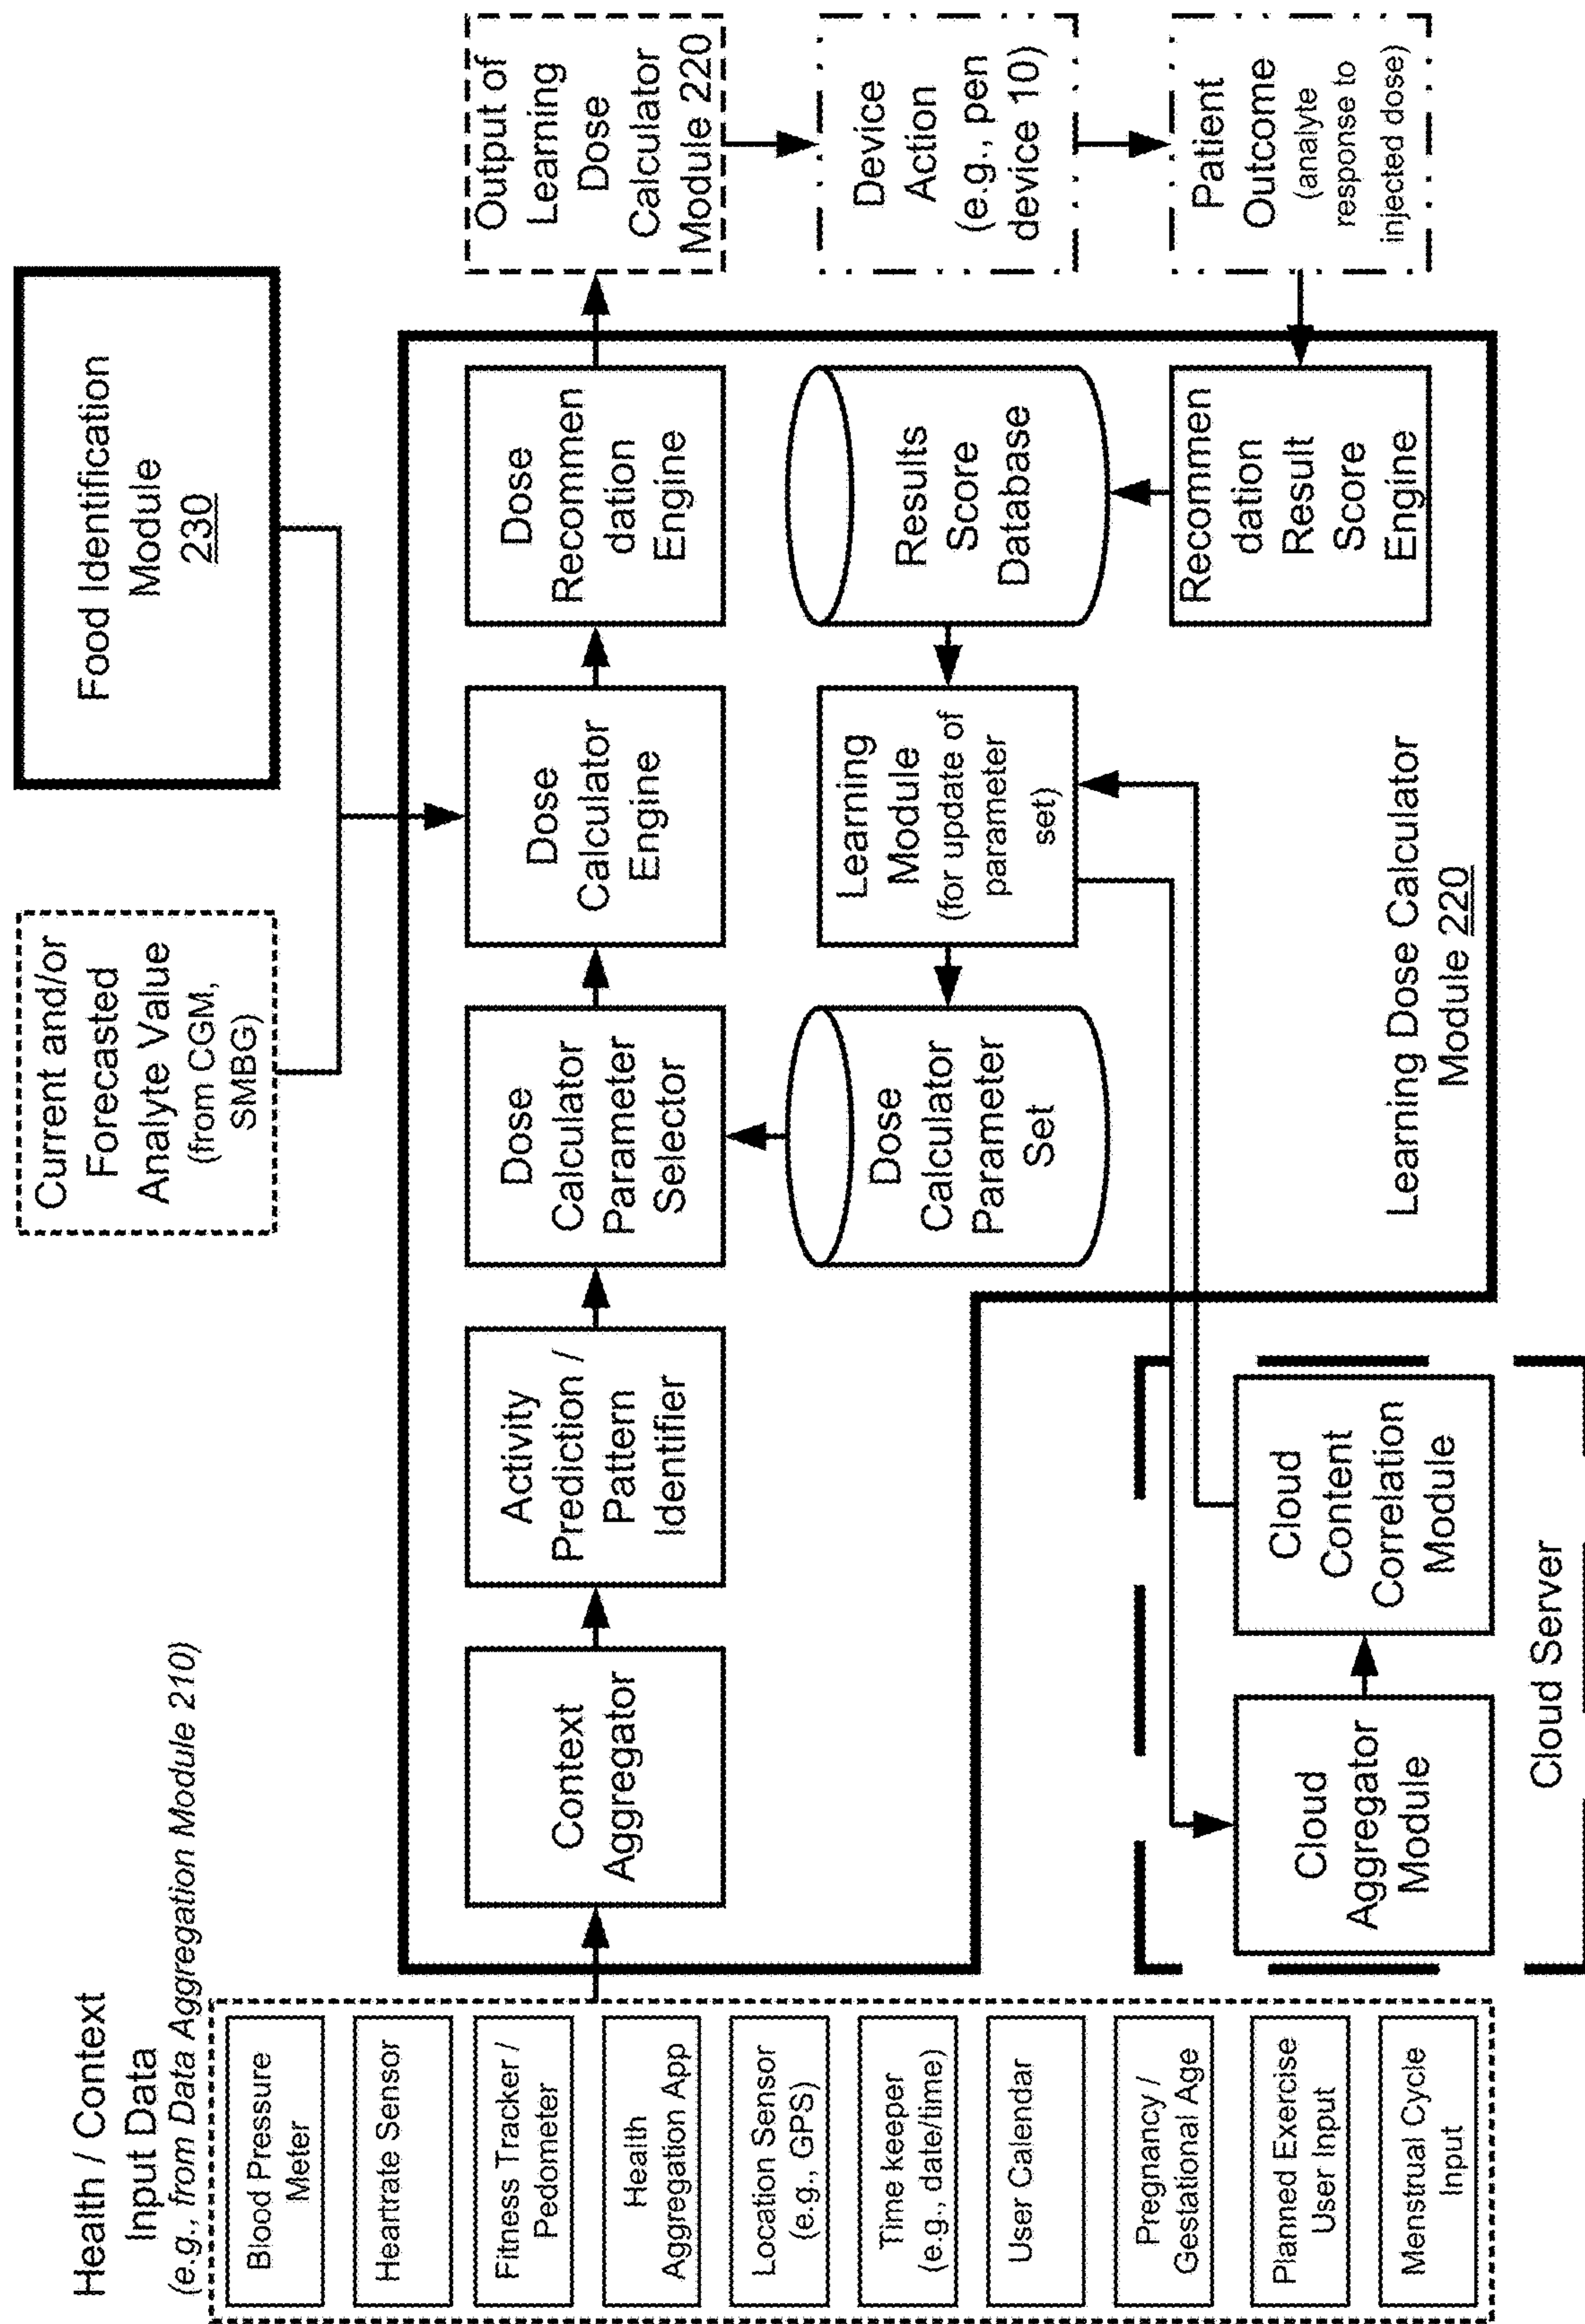 Health / Context
Input Data
(e.g., from Data Aggregation Module 210)
Blood Pressure
Meter
Heartrate Sensor
Fitness Tracker /
Pedometer
Health
Aggregation App
Location Sensor
(e.g., GPS)
Time keeper
(e.g., date/time)
User Calendar
Pregnancy /
Gestational Age
Planned Exercise
User Input
Menstrual Cycle
Input
Current and/or
Forecasted
Analyte Value
(from CGM,
SMBG)
Food Identification
Module
230
Context
Aggregator
Activity
Prediction /
Pattern
Identifier
Dose
Calculator
Parameter
Selector
Dose
Calculator
Engine
Dose
Recommen
dation
Engine
Output of
Learning
Dose
Calculator
Module 220
Device
Action
(e.g., pen
device 10)
Patient
Outcome
(analyte
response to
injected dose)
Dose
Calculator
Parameter
Set
Learning
Module
(for update of
parameter
set)
Results
Score
Database
Recommen
dation
Result
Score
Engine
Learning Dose Calculator
Module 220
Cloud
Aggregator
Module
Cloud
Content
Correlation
Module
Cloud Server